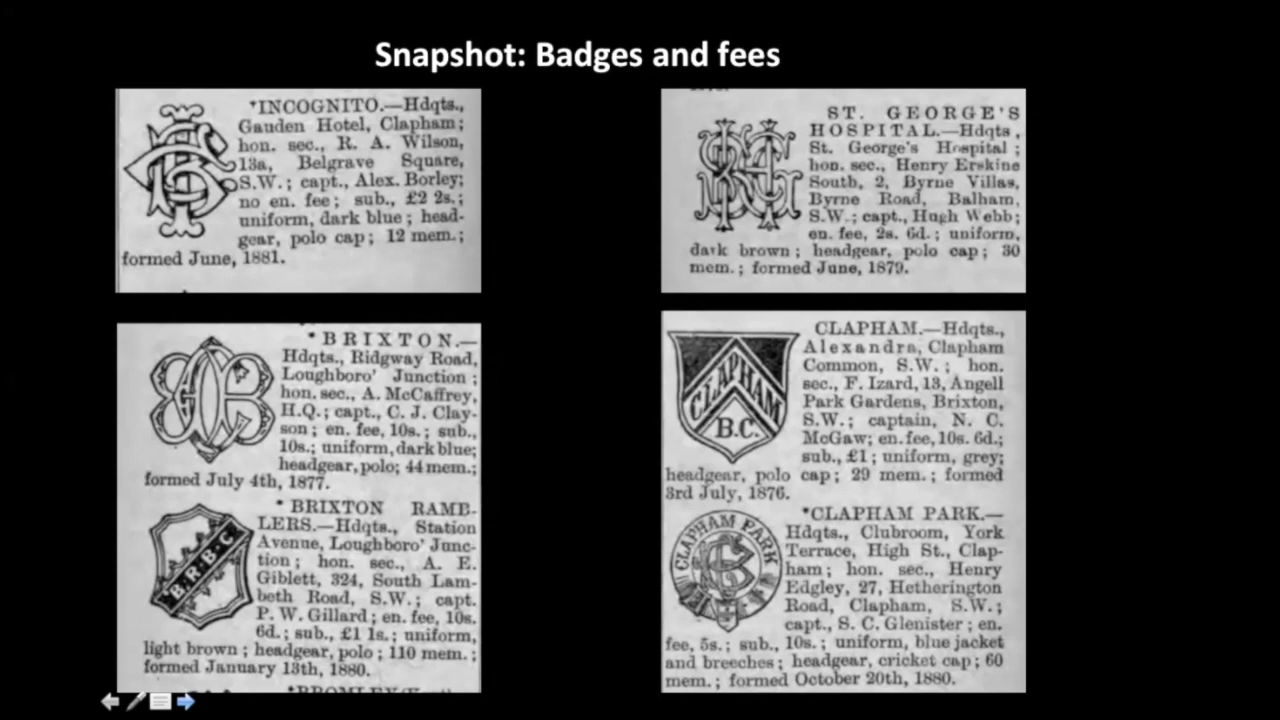 Snapshot: Badges and fees
*INCOGNITO.—Hdqts.,
Gauden Hotel, Clapham;
hon. sec., R. A. Wilson,
13a, Belgrave Square,
S.W.; capt., Alex. Borley;
no en. fee; sub., £2 2s.;
uniform, dark blue; head-
gear, polo cap; 12 mem.;
formed June, 1881.
ST. GEORGE'S
HOSPITAL.—Hdqts,
St. George's Hospital;
hon. sec., Henry Erskine
South, 2, Byrne Villas,
Byrne Road, Balham,
S.W.; capt., Hugh Webb;
en. fee, 2s. 6d.; uniform,
dark brown; headgear, polo cap; 30
mem.; formed June, 1879.
*BRIXTON.—
Hdqts., Ridgway Road,
Loughboro' Junction;
hon. sec., A. McCaffrey,
H.Q.; capt., C. J. Clay-
son; en. fee, 10s.; sub.,
10s.; uniform, dark blue;
headgear, polo; 44 mem.;
formed July 4th, 1877.
B.R.B.C
*BRIXTON RAMB-
LERS.—Hdqts., Station
Avenue, Loughboro' Junc-
tion; hon. sec., A. E.
Giblett, 324, South Lam-
beth Road, S.W.; capt.
P. W. Gillard; en. fee, 10s.
6d.; sub., £1 1s.; uniform,
light brown; headgear, polo; 110 mem.;
formed January 13th, 1880.
CLAPHAM
B.C.
CLAPHAM.—Hdqts.,
Alexandra, Clapham
Common, S.W.; hon.
sec., F. Izard, 13, Angell
Park Gardens, Brixton,
S.W.; captain, N. C.
McGaw; en. fee, 10s. 6d.;
sub., £1; uniform, grey;
headgear, polo cap; 29 mem.; formed
3rd July, 1876.
CLAPHAM PARK
*CLAPHAM PARK.—
Hdqts., Clubroom, York
Terrace, High St., Clap-
ham; hon. sec., Henry
Edgley, 27, Hetherington
Road, Clapham, S.W.;
capt., S. C. Glenister; en.
fee, 5s.; sub., 10s.; uniform, blue jacket
and breeches; headgear, cricket cap; 60
mem.; formed October 20th, 1880.